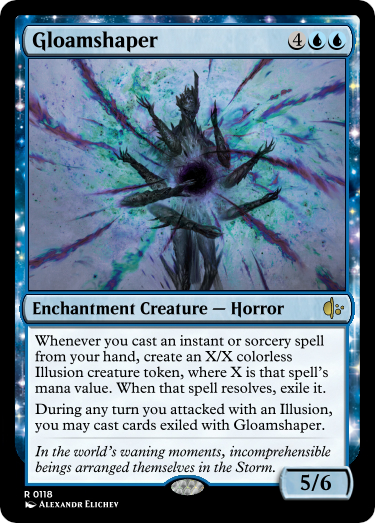 Gloamshaper 4
Enchantment Creature — Horror
Whenever you cast an instant or sorcery spell
from your hand, create an X/X colorless
Illusion creature token, where X is that spell's
mana value. When that spell resolves, exile it.
During any turn you attacked with an Illusion,
you may cast cards exiled with Gloamshaper.
In the world's waning moments, incomprehensible
beings arranged themselves in the Storm.
5/6
R 0118
Alexandr Elichev